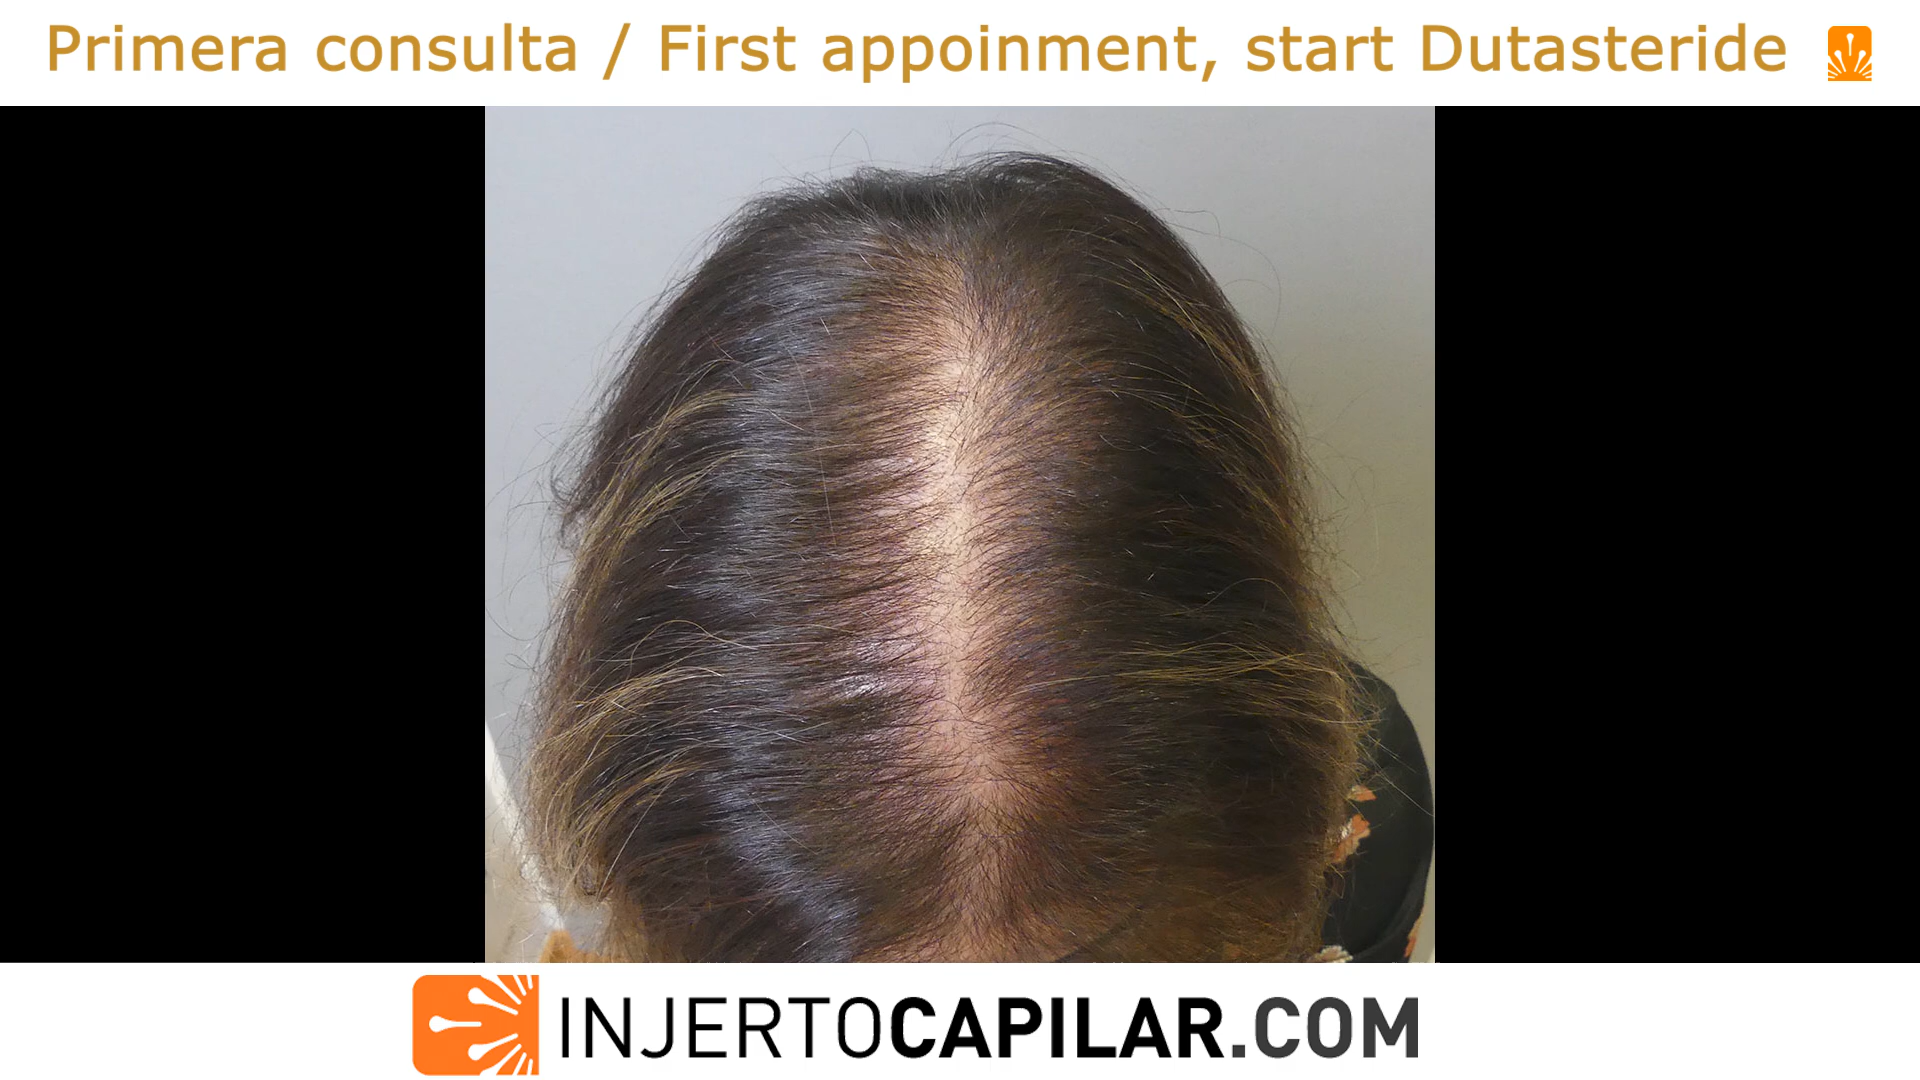 Primera consulta / First appoinment, start Dutasteride
INJERTOCAPILAR.COM